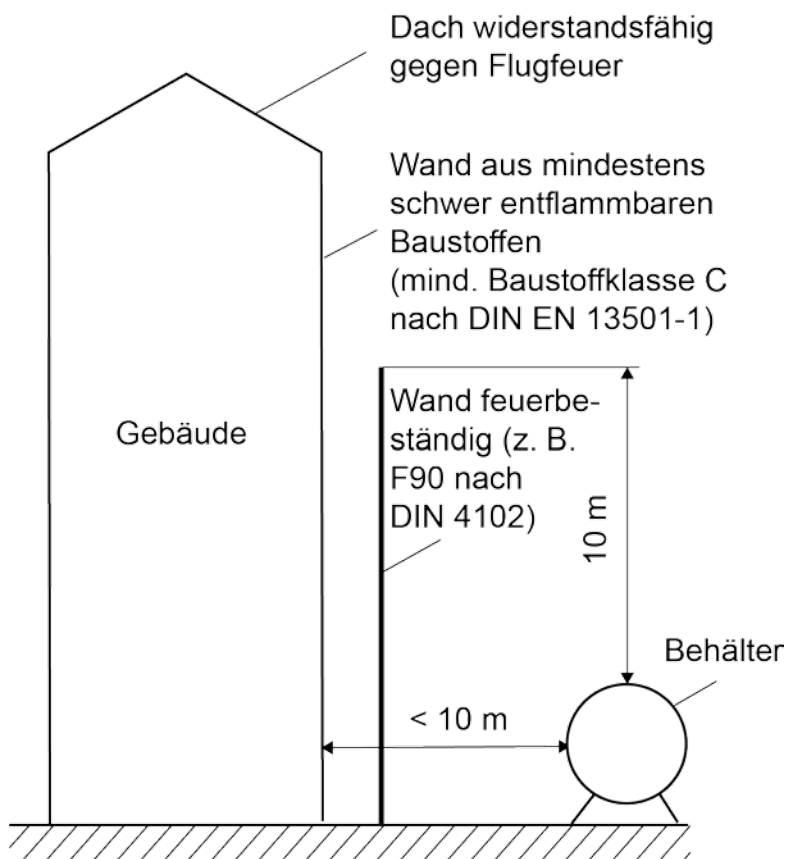 Dach widerstandsfähig
gegen Flugfeuer
Wand aus mindestens
schwer entflammbaren
Baustoffen
(mind. Baustoffklasse C
nach DIN EN 13501-1)
Gebäude
Wand feuerbe-
ständig (z. B.
F90 nach
DIN 4102)
10 m
Behälter
< 10 m